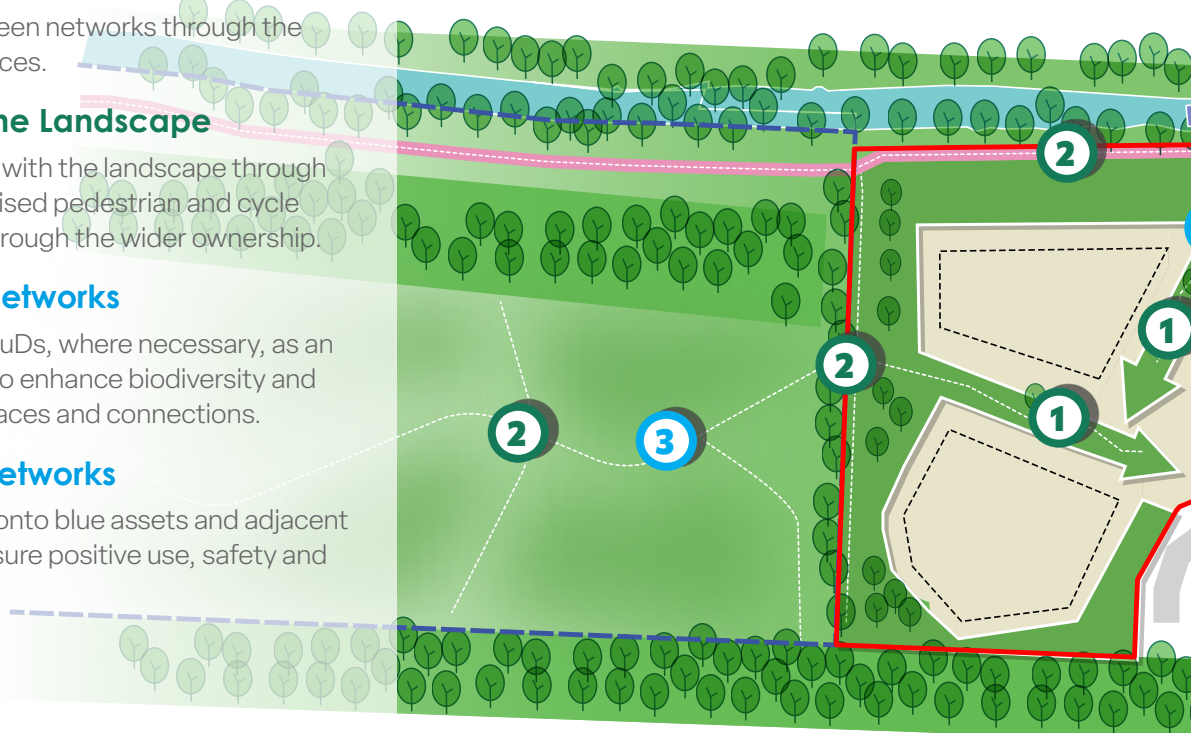 een networks through the
ces.
ne Landscape
with the landscape through
ised pedestrian and cycle
rough the wider ownership.
etworks
uDs, where necessary, as an
o enhance biodiversity and
aces and connections.
etworks
onto blue assets and adjacent
sure positive use, safety and
2
1
2
1
2
3